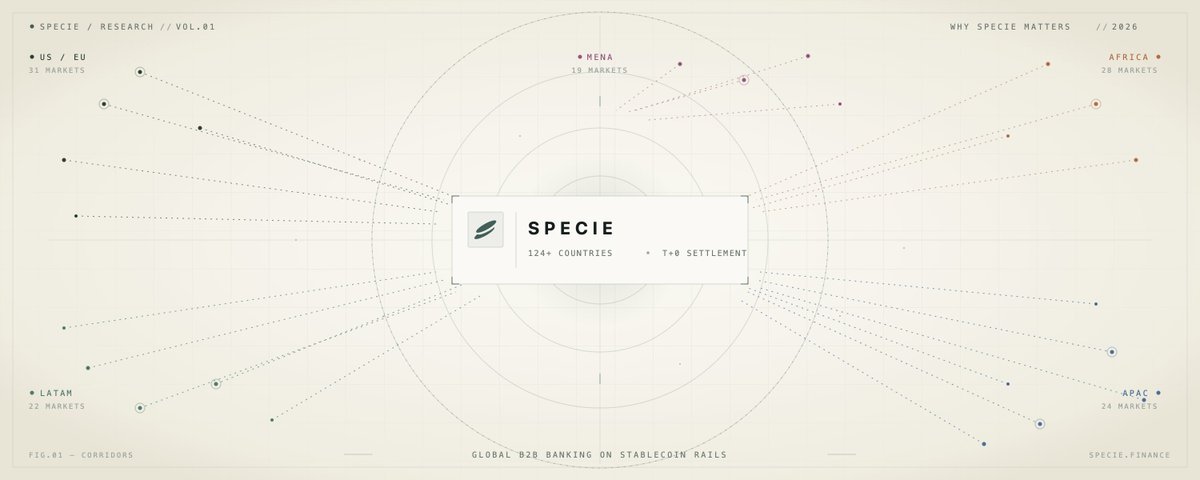 SPECIE / RESEARCH // VOL.01
WHY SPECIE MATTERS // 2026
US / EU
31 MARKETS
MENA
19 MARKETS
AFRICA
28 MARKETS
SPECIE
124+ COUNTRIES • T+0 SETTLEMENT
LATAM
22 MARKETS
APAC
24 MARKETS
FIG.01 — CORRIDORS
GLOBAL B2B BANKING ON STABLECOIN RAILS
SPECIE.FINANCE